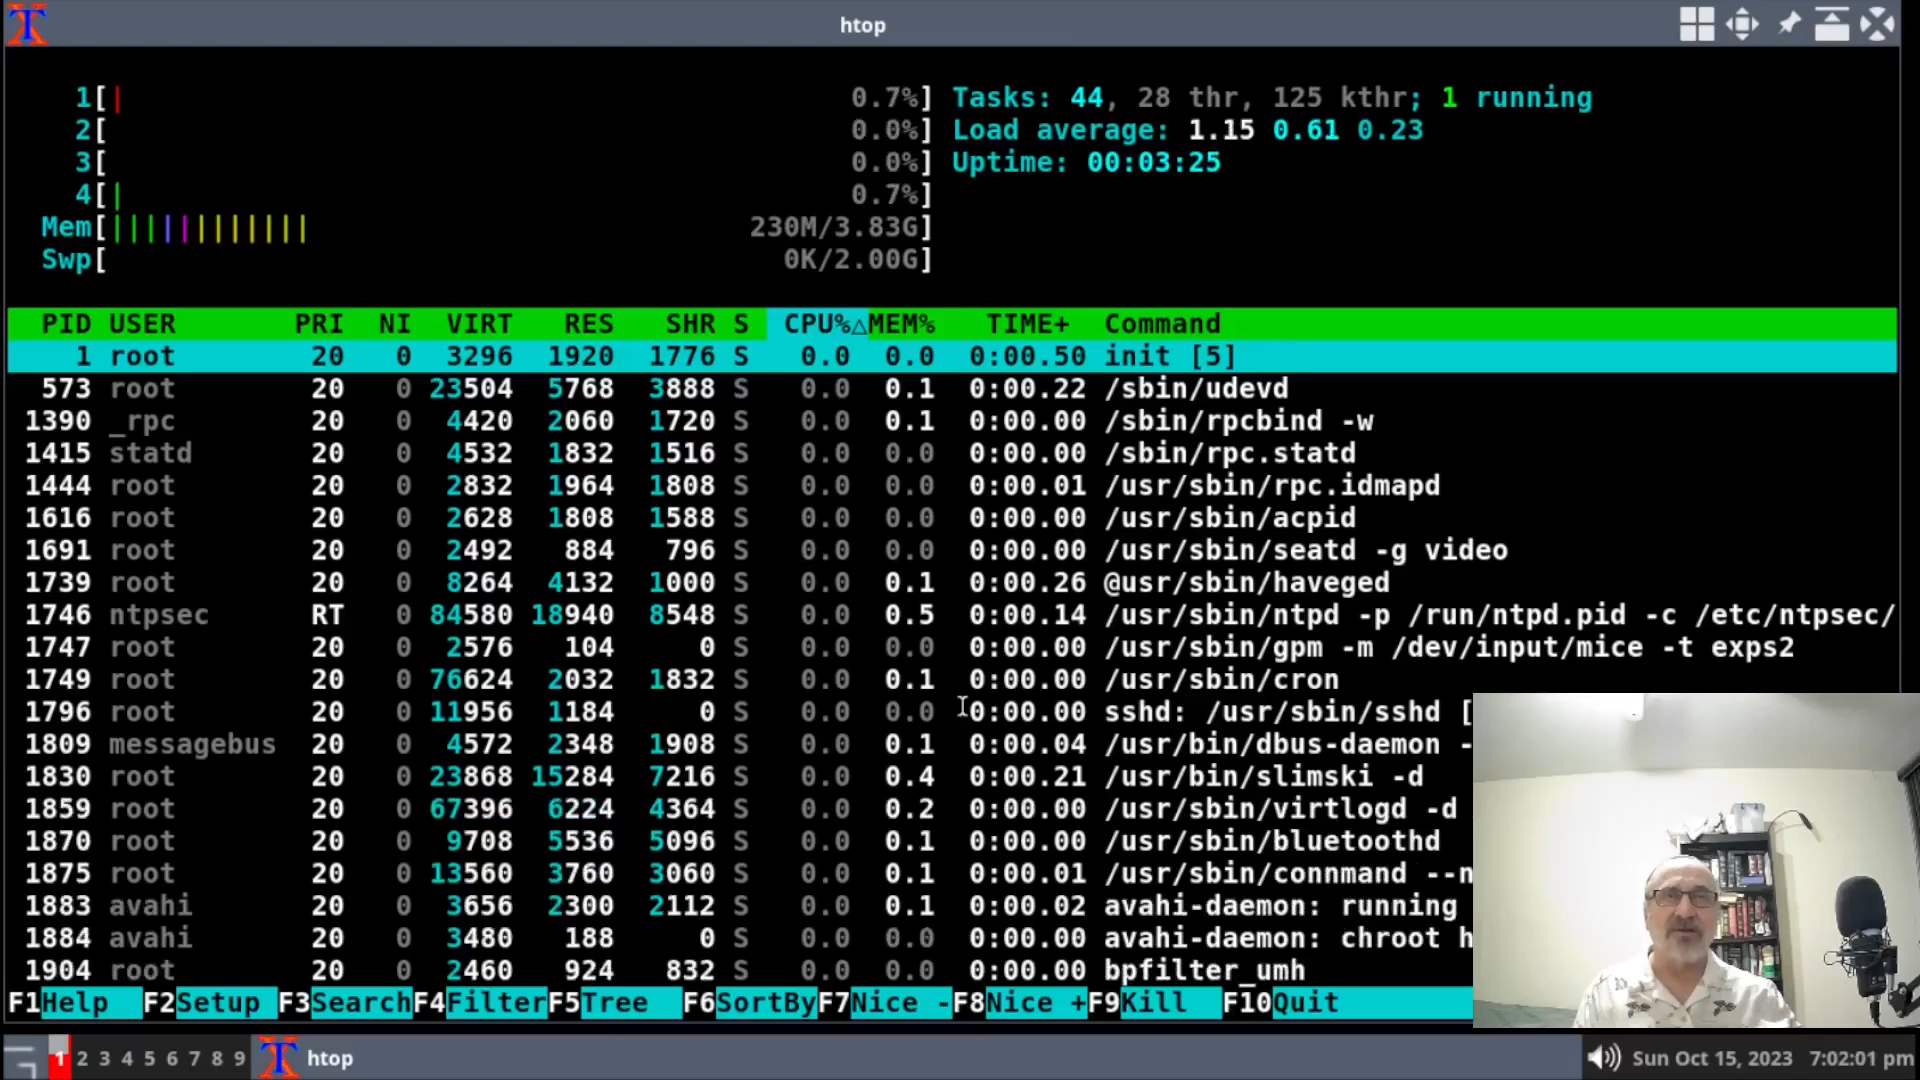 htop
1[| 0.7%] Tasks: 44, 28 thr, 125 kthr; 1 running
2[ 0.0%] Load average: 1.15 0.61 0.23
3[ 0.0%] Uptime: 00:03:25
4[| 0.7%]
Mem[|||||||||||| 230M/3.83G]
Swp[ 0K/2.00G]
PID USER PRI NI VIRT RES SHR S CPU%△MEM% TIME+ Command
1 root 20 0 3296 1920 1776 S 0.0 0.0 0:00.50 init [5]
573 root 20 0 23504 5768 3888 S 0.0 0.1 0:00.22 /sbin/udevd
1390 _rpc 20 0 4420 2060 1720 S 0.0 0.1 0:00.00 /sbin/rpcbind -w
1415 statd 20 0 4532 1832 1516 S 0.0 0.0 0:00.00 /sbin/rpc.statd
1444 root 20 0 2832 1964 1808 S 0.0 0.0 0:00.01 /usr/sbin/rpc.idmapd
1616 root 20 0 2628 1808 1588 S 0.0 0.0 0:00.00 /usr/sbin/acpid
1691 root 20 0 2492 884 796 S 0.0 0.0 0:00.00 /usr/sbin/seatd -g video
1739 root 20 0 8264 4132 1000 S 0.0 0.1 0:00.26 @usr/sbin/haveged
1746 ntpsec RT 0 84580 18940 8548 S 0.0 0.5 0:00.14 /usr/sbin/ntpd -p /run/ntpd.pid -c /etc/ntpsec/
1747 root 20 0 2576 104 0 S 0.0 0.0 0:00.00 /usr/sbin/gpm -m /dev/input/mice -t exps2
1749 root 20 0 76624 2032 1832 S 0.0 0.1 0:00.00 /usr/sbin/cron
1796 root 20 0 11956 1184 0 S 0.0 0.0 0:00.00 sshd: /usr/sbin/sshd [
1809 messagebus 20 0 4572 2348 1908 S 0.0 0.1 0:00.04 /usr/bin/dbus-daemon -
1830 root 20 0 23868 15284 7216 S 0.0 0.4 0:00.21 /usr/bin/slimski -d
1859 root 20 0 67396 6224 4364 S 0.0 0.2 0:00.00 /usr/sbin/virtlogd -d
1870 root 20 0 9708 5536 5096 S 0.0 0.1 0:00.00 /usr/sbin/bluetoothd
1875 root 20 0 13560 3760 3060 S 0.0 0.1 0:00.01 /usr/sbin/connmand --n
1883 avahi 20 0 3656 2300 2112 S 0.0 0.1 0:00.02 avahi-daemon: running
1884 avahi 20 0 3480 188 0 S 0.0 0.0 0:00.00 avahi-daemon: chroot h
1904 root 20 0 2460 924 832 S 0.0 0.0 0:00.00 bpfilter_umh
F1Help F2Setup F3SearchF4FilterF5Tree F6SortByF7Nice -F8Nice +F9Kill F10Quit
1 2 3 4 5 6 7 8 9 htop Sun Oct 15, 2023 7:02:01 pm